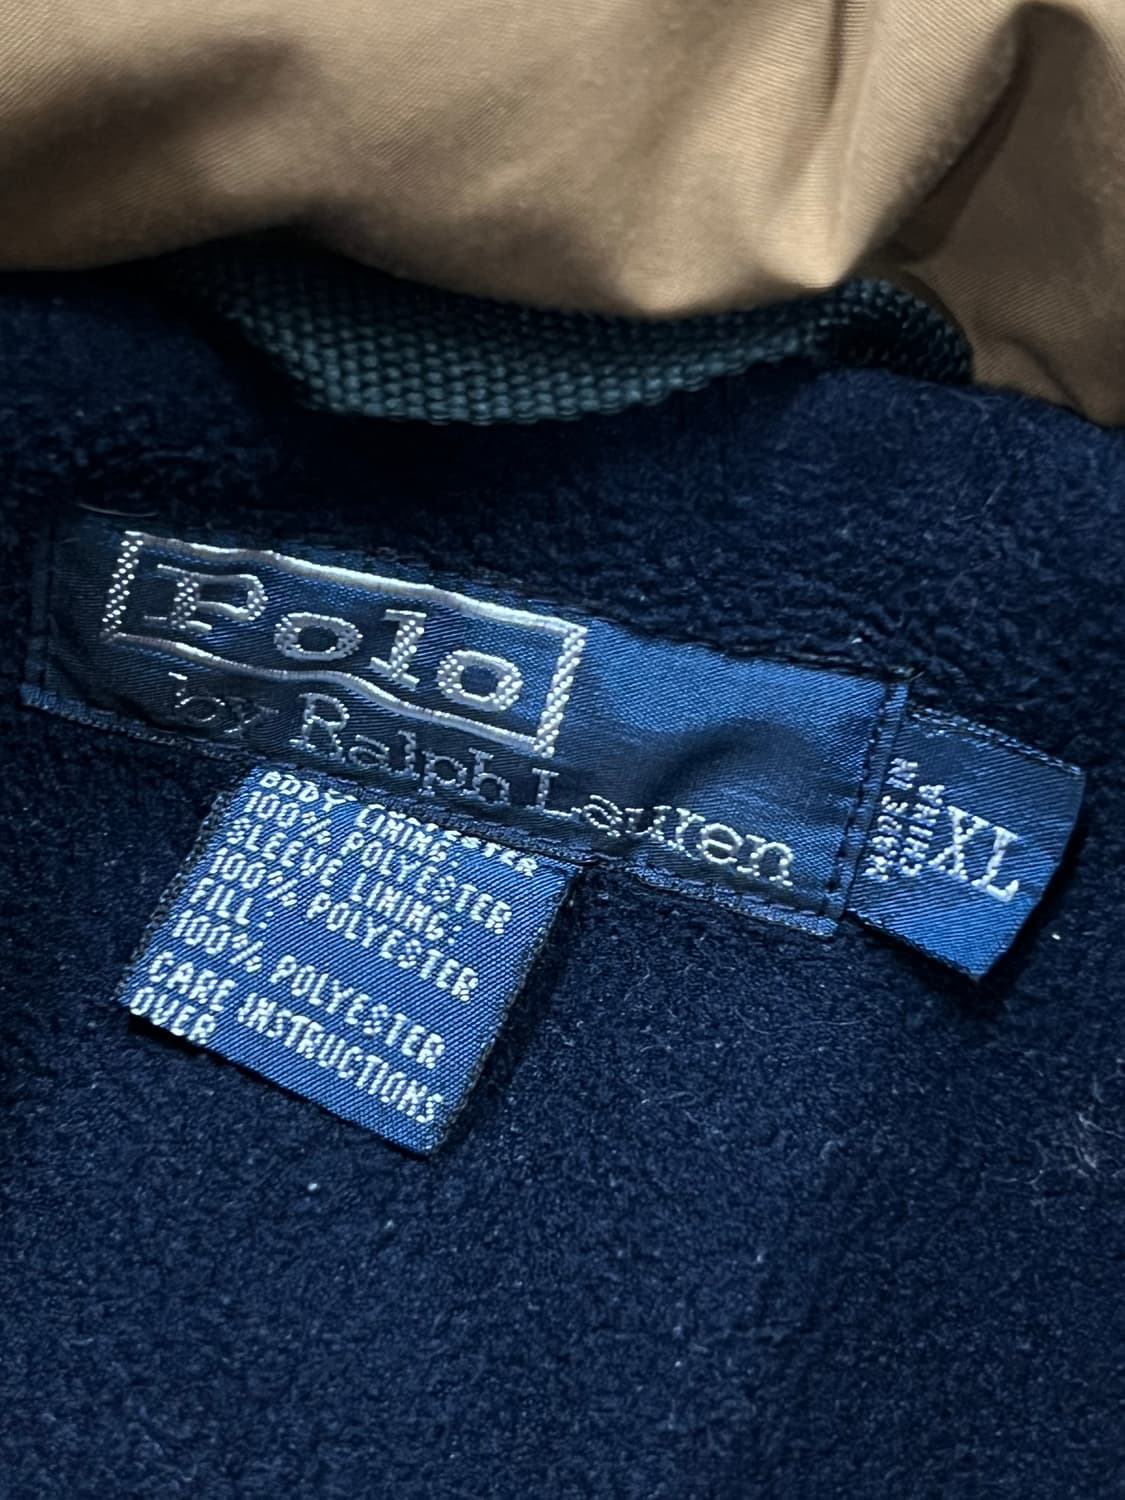 Polo
by Ralph Lauren
XL
BODY LINING:
100% POLYESTER
SLEEVE LINING:
100% POLYESTER
FILL:
100% POLYESTER
CARE INSTRUCTIONS
OVER